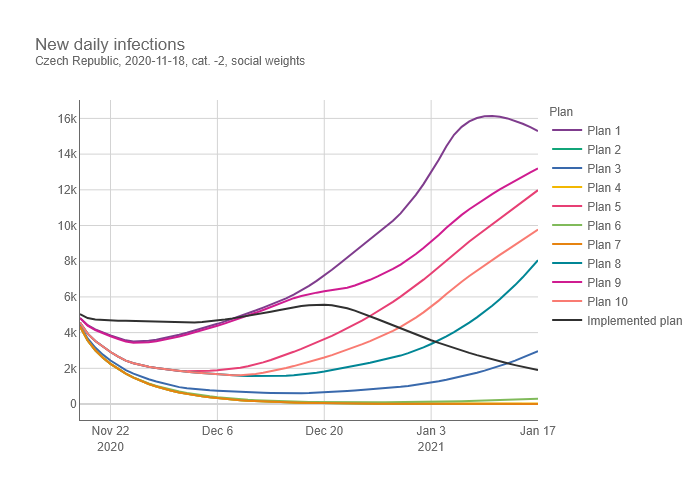 New daily infections
Czech Republic, 2020-11-18, cat. -2, social weights
Plan
16k
14k
12k
10k
8k
6k
4k
2k
0
Plan 1
Plan 2
Plan 3
Plan 4
Plan 5
Plan 6
Plan 7
Plan 8
Plan 9
Plan 10
Implemented plan
Nov 22 Dec 6 Dec 20 Jan 3 Jan 17
2020 2021